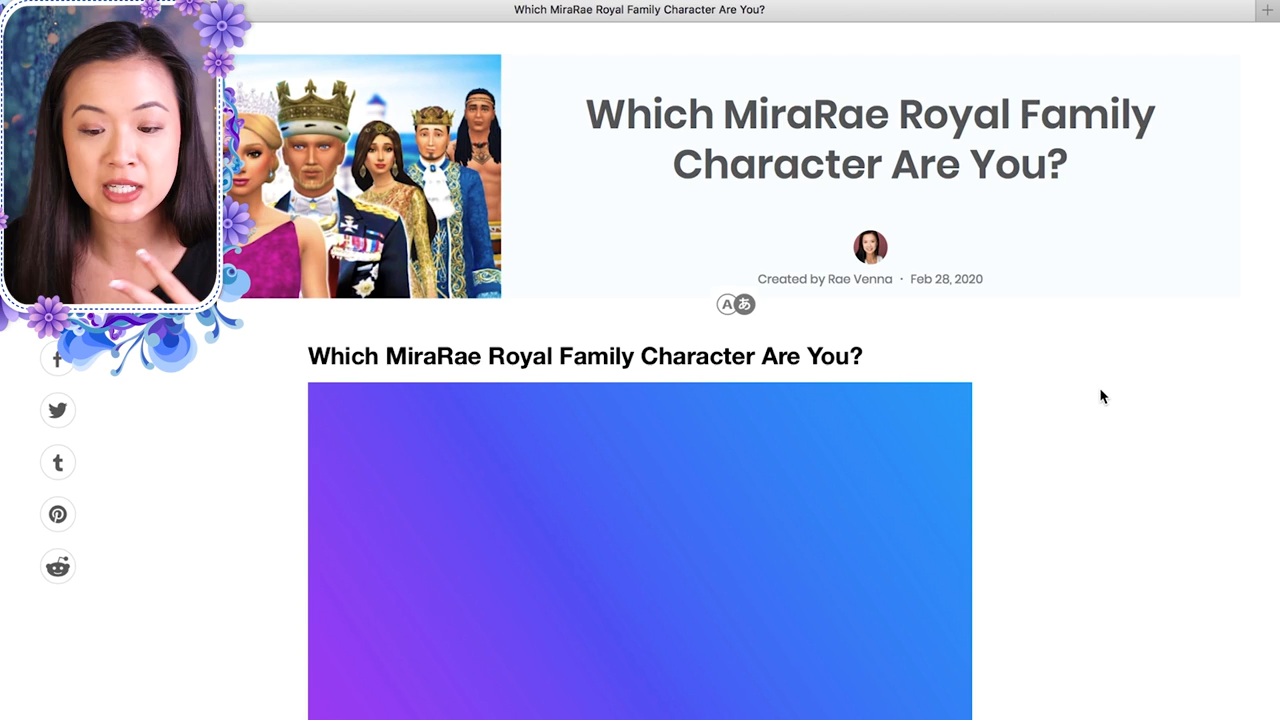 Which MiraRae Royal Family Character Are You?
Which MiraRae Royal Family
Character Are You?
Created by Rae Venna · Feb 28, 2020
A あ
Which MiraRae Royal Family Character Are You?